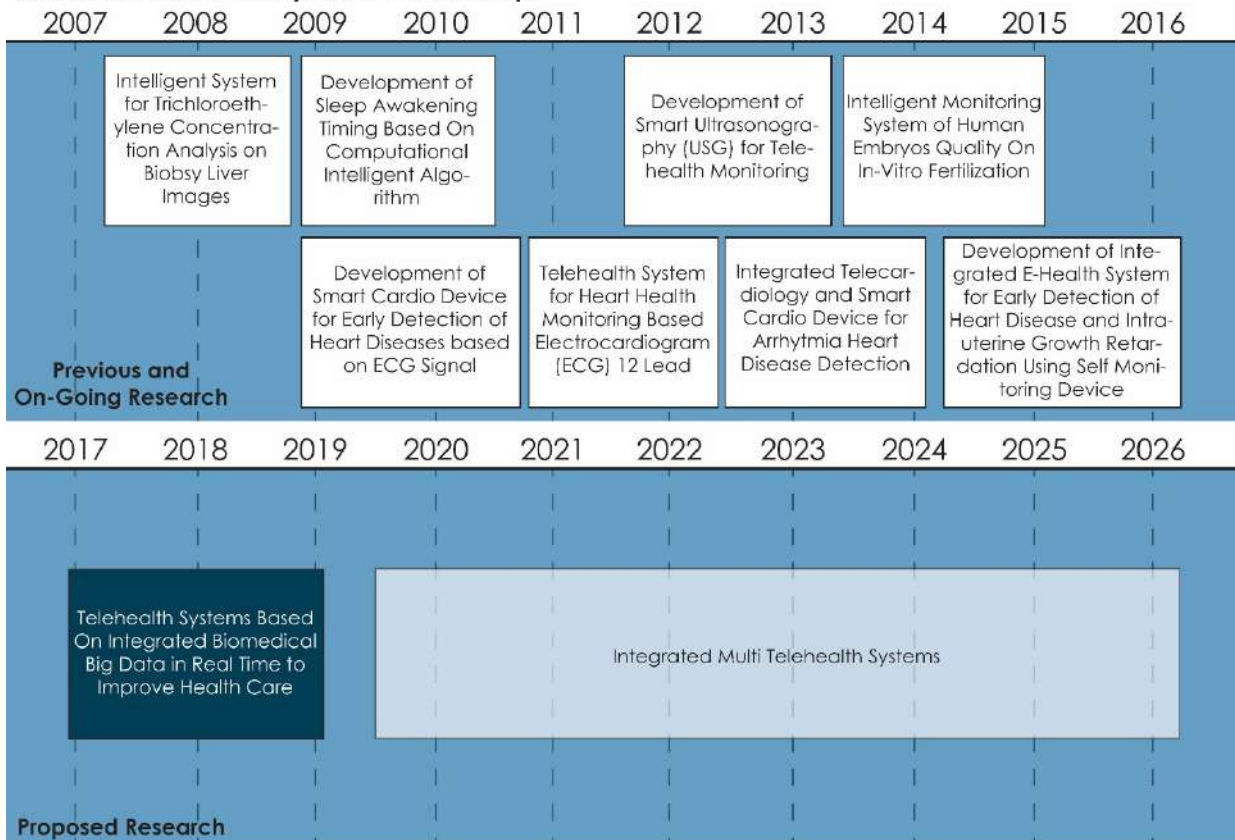 2007 2008 2009 2010 2011 2012 2013 2014 2015 2016
Intelligent System
for Trichloroeth-
ylene Concentra-
tion Analysis on
Biobsy Liver
Images
Development of
Sleep Awakening
Timing Based On
Computational
Intelligent Algo-
rithm
Development of
Smart Ultrasonogra-
phy (USG) for Tele-
health Monitoring
Intelligent Monitoring
System of Human
Embryos Quality On
In-Vitro Fertilization
Development of
Smart Cardio Device
for Early Detection of
Heart Diseases based
on ECG Signal
Telehealth System
for Heart Health
Monitoring Based
Electrocardiogram
(ECG) 12 Lead
Integrated Telecar-
diology and Smart
Cardio Device for
Arrhytmia Heart
Disease Detection
Development of Inte-
grated E-Health System
for Early Detection of
Heart Disease and Intra-
uterine Growth Retar-
dation Using Self Moni-
toring Device
Previous and
On-Going Research
2017 2018 2019 2020 2021 2022 2023 2024 2025 2026
Telehealth Systems Based
On Integrated Biomedical
Big Data in Real Time to
Improve Health Care
Integrated Multi Telehealth Systems
Proposed Research